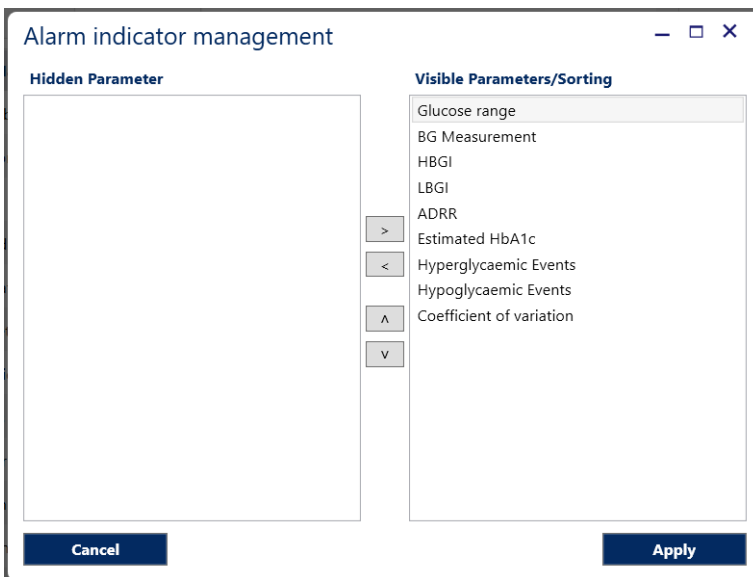 Alarm indicator management
Hidden Parameter
Visible Parameters/Sorting
Glucose range
BG Measurement
HBGI
LBGI
ADRR
Estimated HbA1c
Hyperglycaemic Events
Hypoglycaemic Events
Coefficient of variation
>
<
ʌ
v
Cancel
Apply